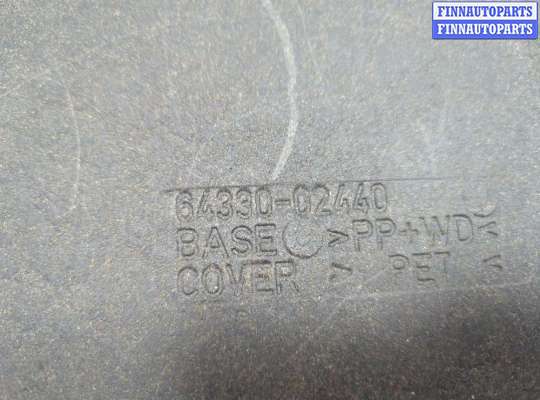 FINNAUTOPARTS
FINNAUTOPARTS
64330-02440
BASE >PP+WD<
COVER > PET <